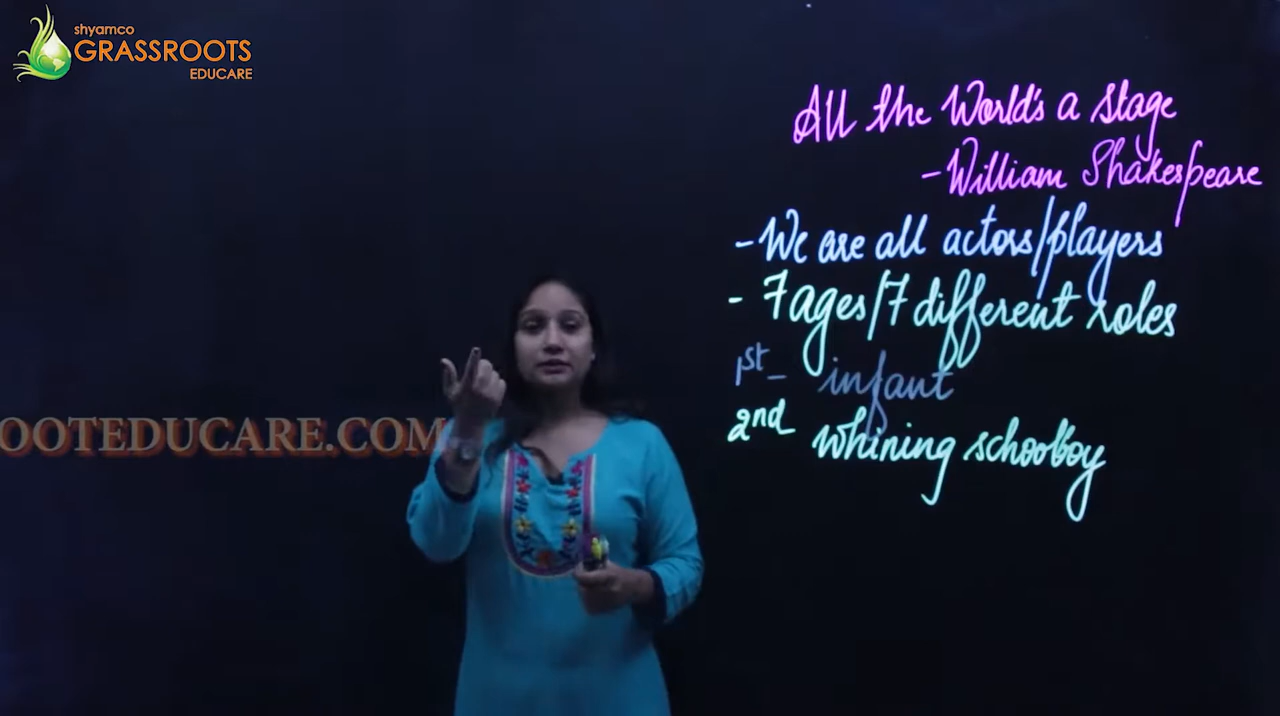 shyamco
GRASSROOTS
EDUCARE
All the World's a Stage
-William Shakespeare
-We are all actors/players
- 7 ages/7 different roles
1st - infant
2nd whining schoolboy
OOTEDUCARE.COM